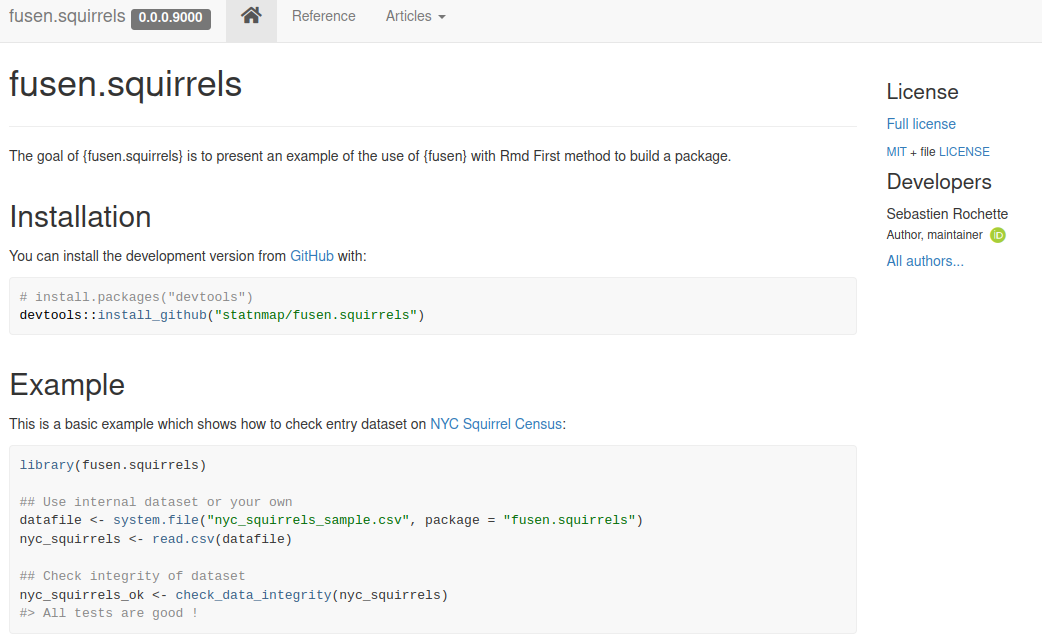 fusen.squirrels 0.0.0.9000 Reference Articles
fusen.squirrels
The goal of {fusen.squirrels} is to present an example of the use of {fusen} with Rmd First method to build a package.
Installation
You can install the development version from GitHub with:
# install.packages("devtools")
devtools::install_github("statnmap/fusen.squirrels")
Example
This is a basic example which shows how to check entry dataset on NYC Squirrel Census:
library(fusen.squirrels)
## Use internal dataset or your own
datafile <- system.file("nyc_squirrels_sample.csv", package = "fusen.squirrels")
nyc_squirrels <- read.csv(datafile)
## Check integrity of dataset
nyc_squirrels_ok <- check_data_integrity(nyc_squirrels)
#> All tests are good !
License
Full license
MIT + file LICENSE
Developers
Sebastien Rochette
Author, maintainer iD
All authors...